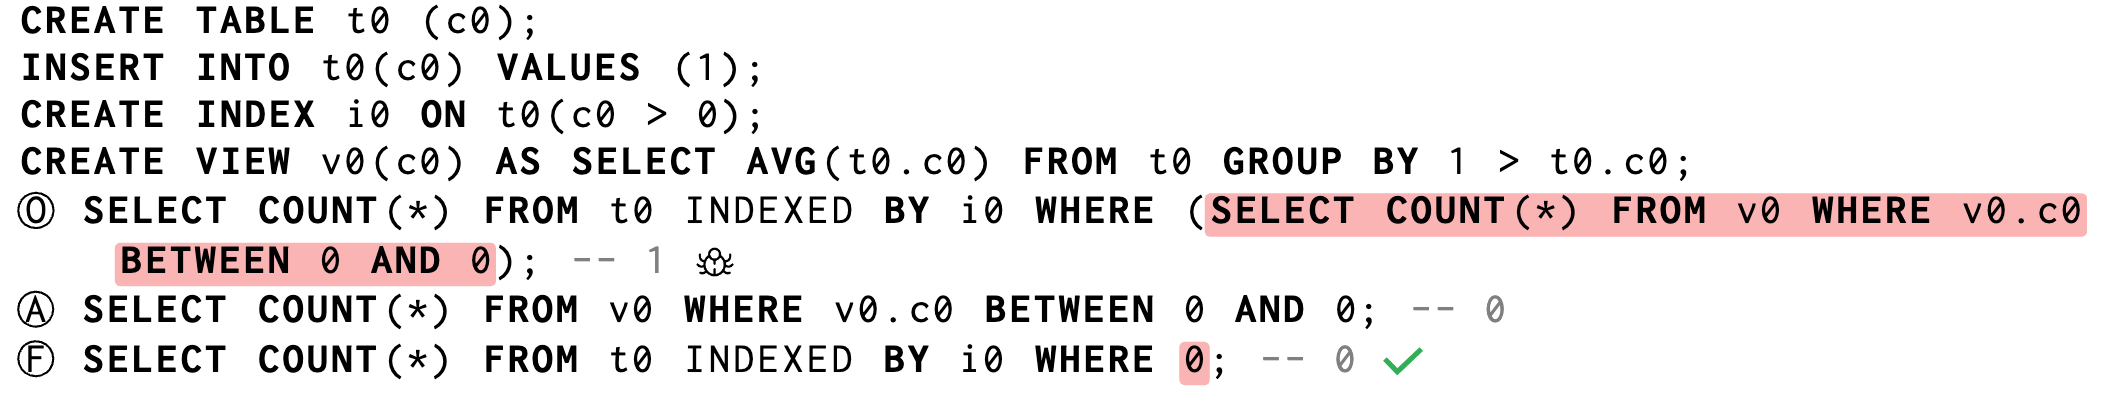 CREATE TABLE t0 (c0);
INSERT INTO t0(c0) VALUES (1);
CREATE INDEX i0 ON t0(c0 > 0);
CREATE VIEW v0(c0) AS SELECT AVG(t0.c0) FROM t0 GROUP BY 1 > t0.c0;
Ⓞ SELECT COUNT(*) FROM t0 INDEXED BY i0 WHERE (SELECT COUNT(*) FROM v0 WHERE v0.c0
BETWEEN 0 AND 0); -- 1
Ⓐ SELECT COUNT(*) FROM v0 WHERE v0.c0 BETWEEN 0 AND 0; -- 0
Ⓕ SELECT COUNT(*) FROM t0 INDEXED BY i0 WHERE 0; -- 0 ✓